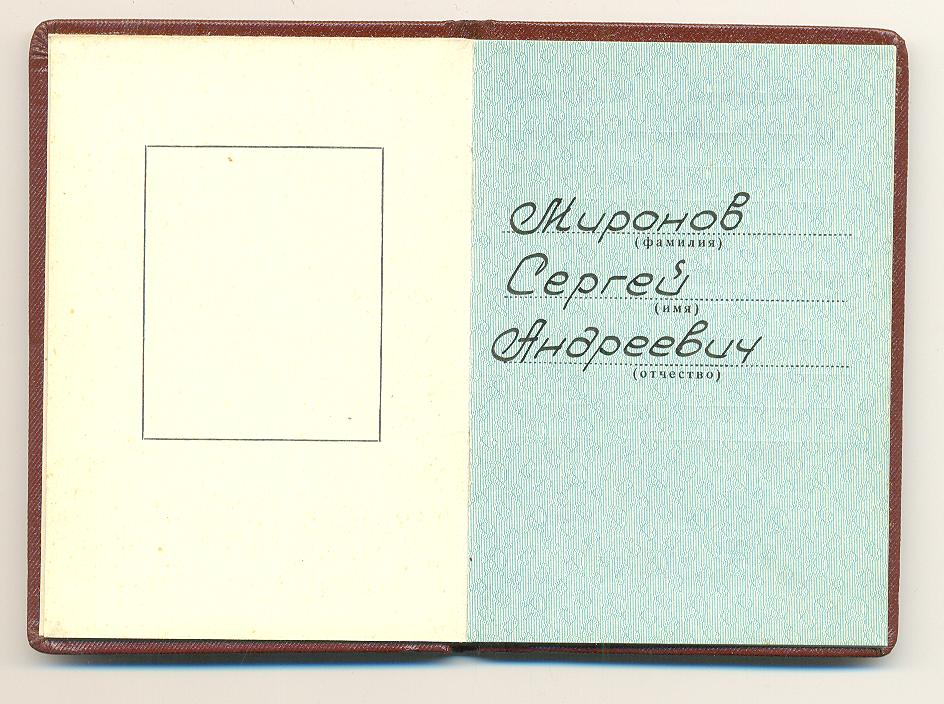 Миронов
(фамилия)
Сергей
(имя)
Андреевич
(отчество)